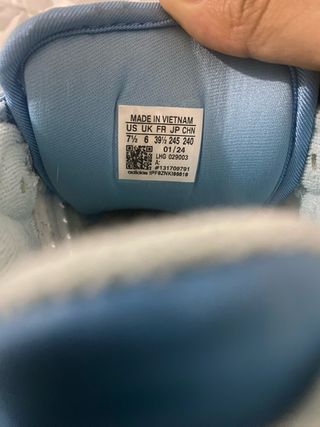 MADE IN VIETNAM
US UK FR JP CHN
7½ 6 39½ 245 240
01/24
LHG 029003
A:
#131709791
adidas